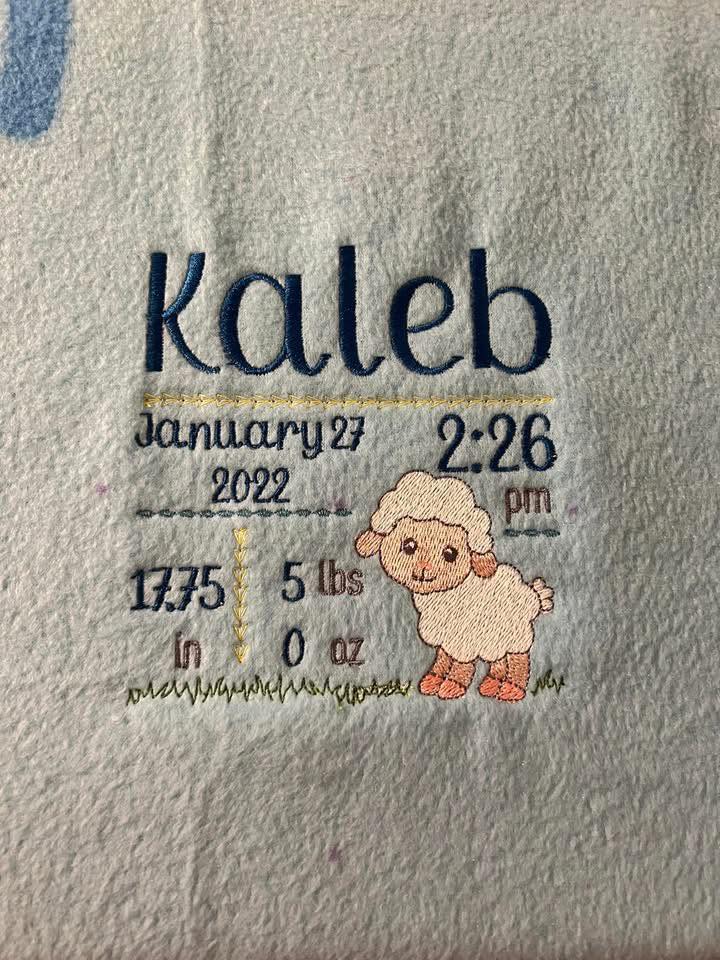 Kaleb
January 27
2022
2:26
pm
17.75
in
5 lbs
0 oz